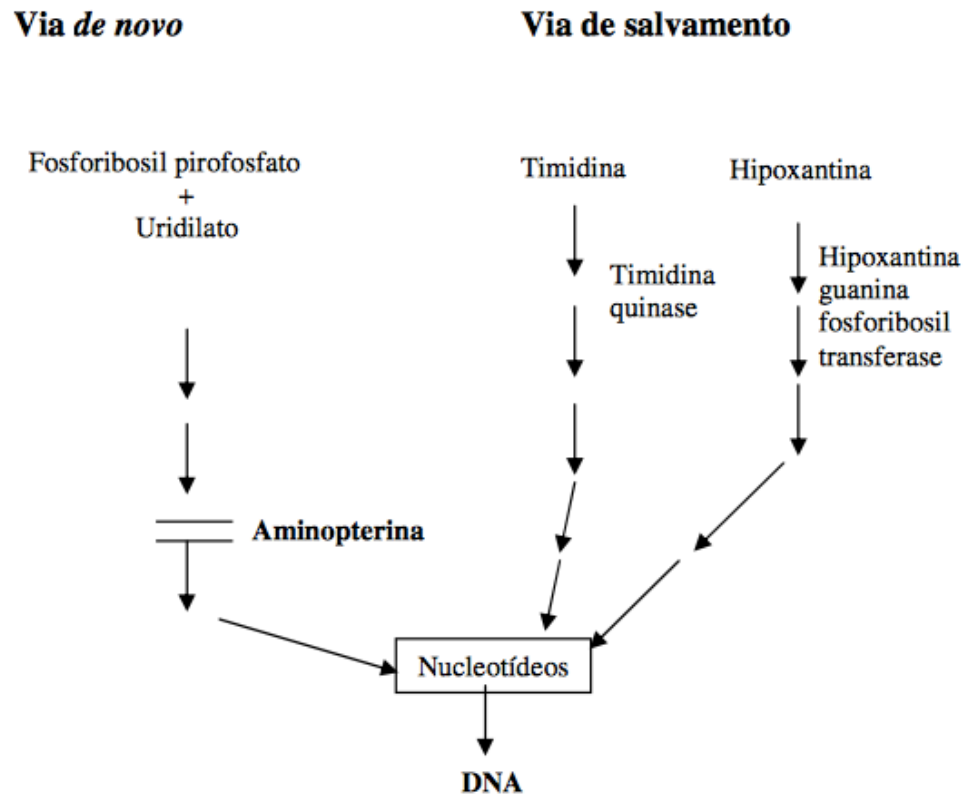 Via de novo
Via de salvamento
Fosforibosil pirofosfato
+
Uridilato
Timidina
Hipoxantina
Timidina
quinase
Hipoxantina
guanina
fosforibosil
transferase
Aminopterina
Nucleotídeos
DNA